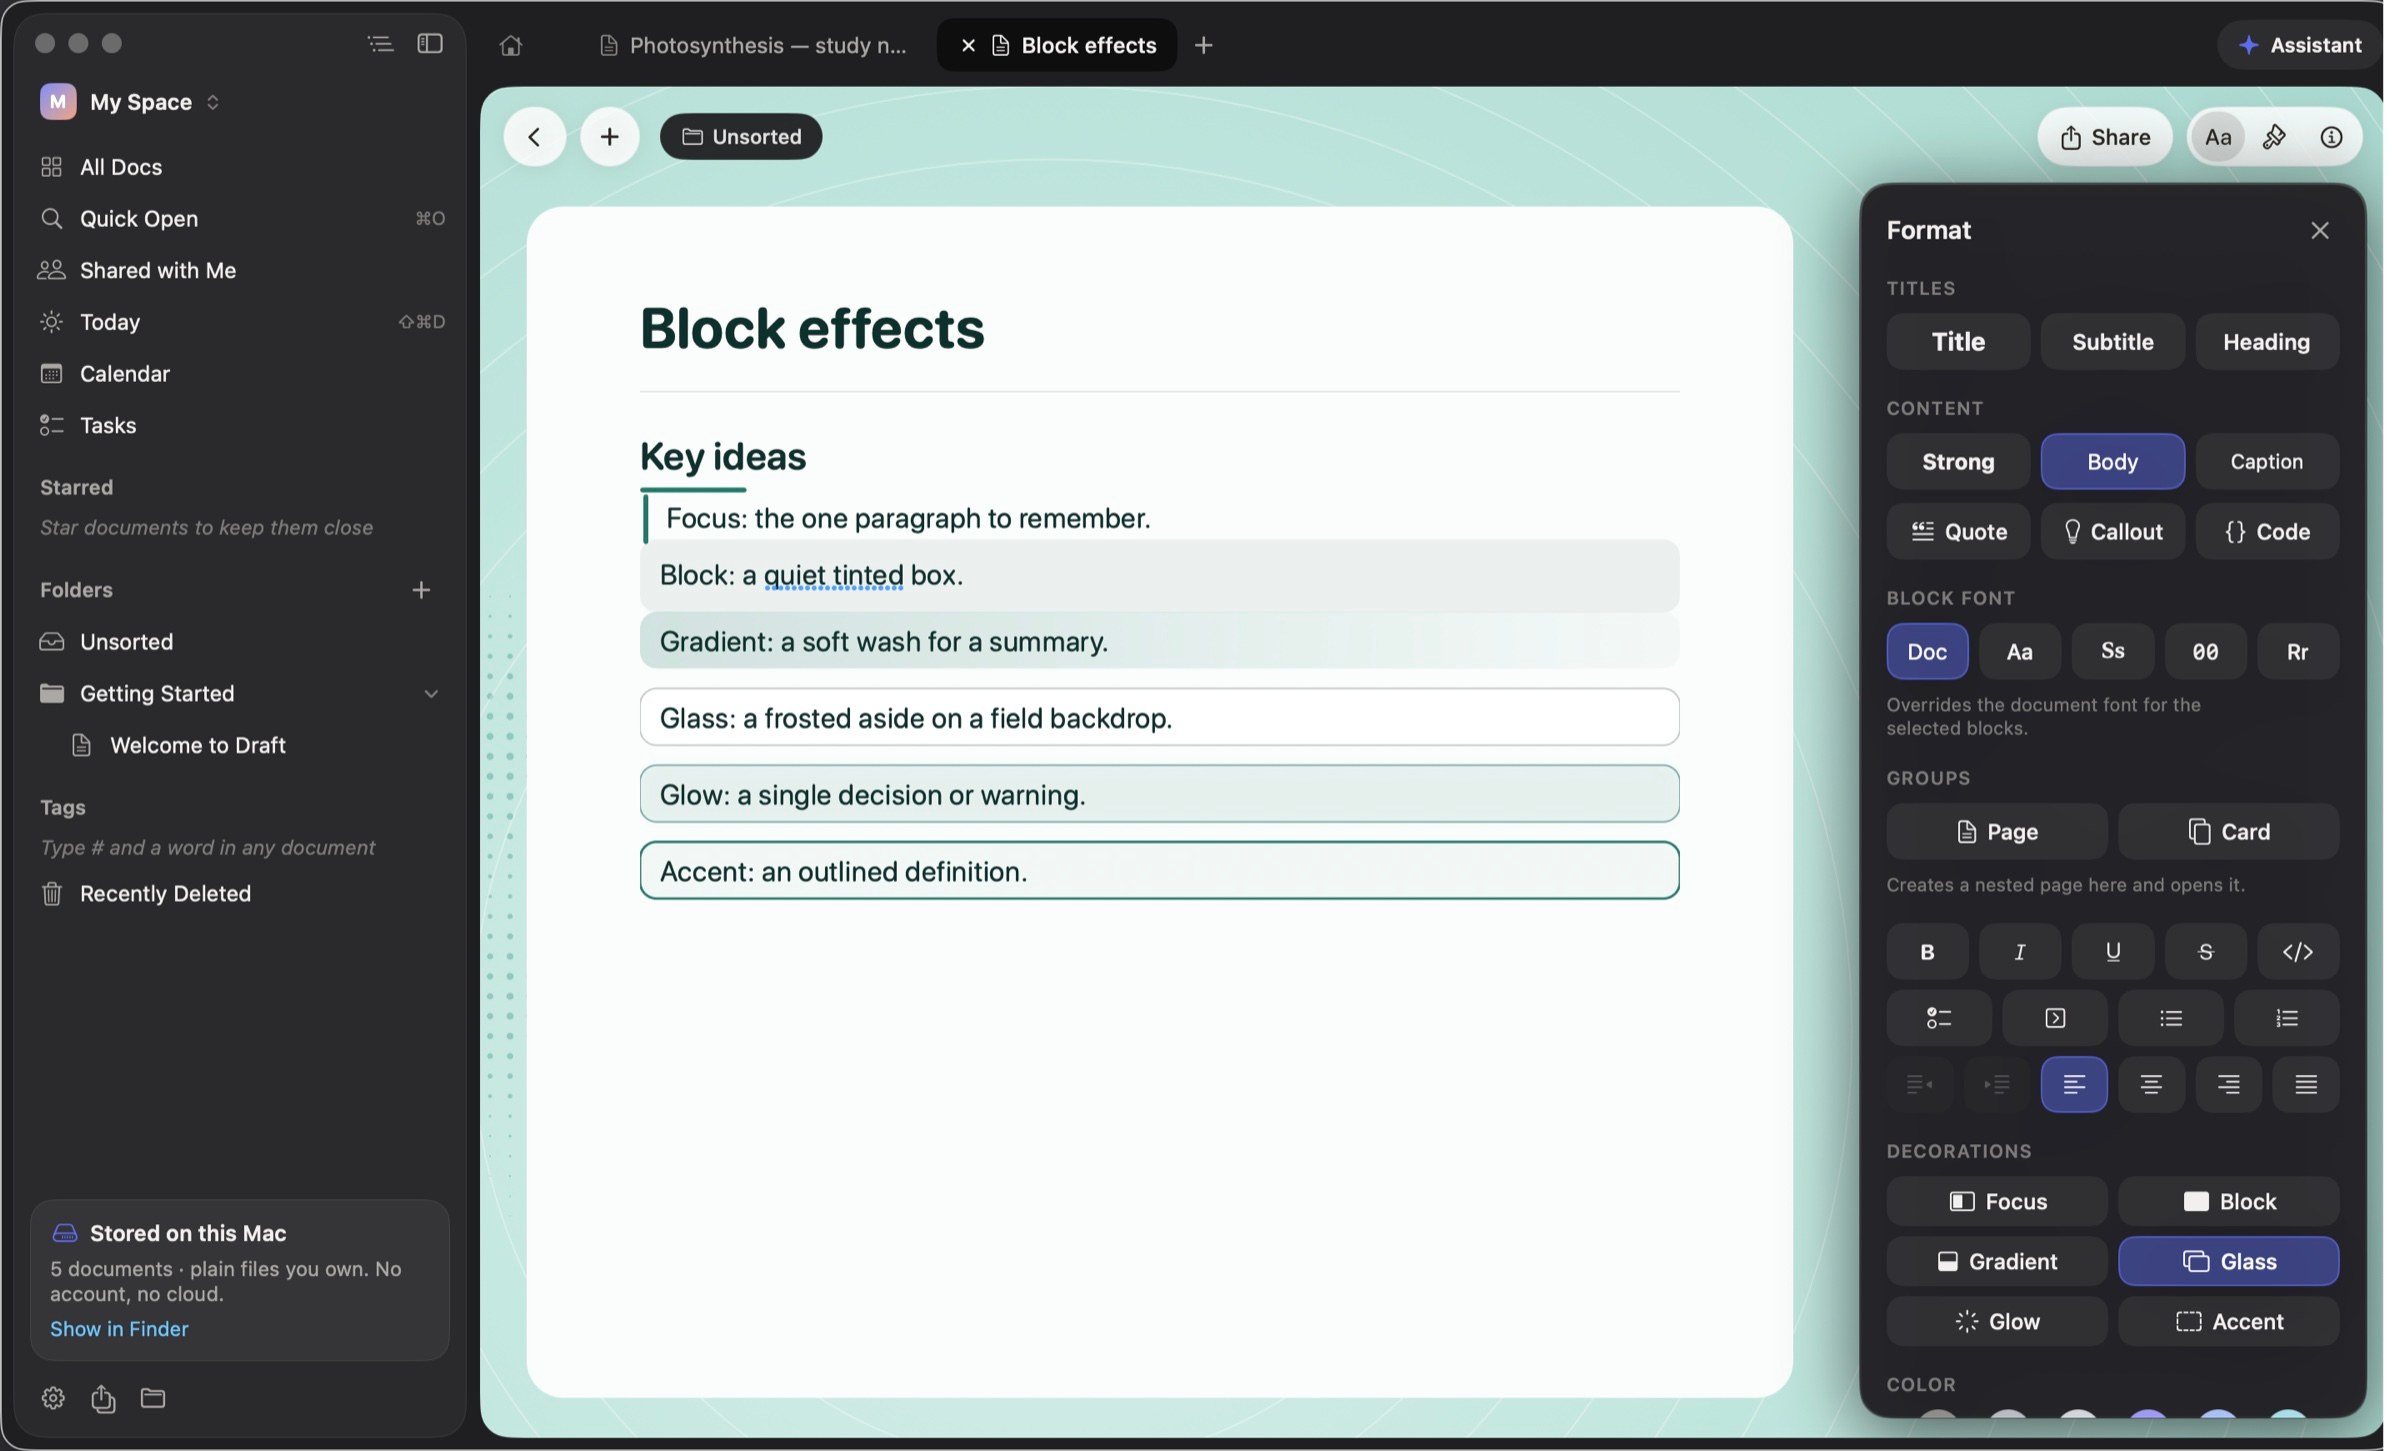 M My Space
All Docs
Quick Open ⌘O
Shared with Me
Today ⇧⌘D
Calendar
Tasks
Starred
Star documents to keep them close
Folders
Unsorted
Getting Started
Welcome to Draft
Tags
Type # and a word in any document
Recently Deleted
Stored on this Mac
5 documents · plain files you own. No
account, no cloud.
Show in Finder
Photosynthesis — study n...
Block effects
Assistant
Unsorted
Share
Aa
Block effects
Key ideas
Focus: the one paragraph to remember.
Block: a quiet tinted box.
Gradient: a soft wash for a summary.
Glass: a frosted aside on a field backdrop.
Glow: a single decision or warning.
Accent: an outlined definition.
Format
TITLES
Title Subtitle Heading
CONTENT
Strong Body Caption
Quote Callout {} Code
BLOCK FONT
Doc Aa Ss 00 Rr
Overrides the document font for the
selected blocks.
GROUPS
Page Card
Creates a nested page here and opens it.
B I U S </>
DECORATIONS
Focus Block
Gradient Glass
Glow Accent
COLOR